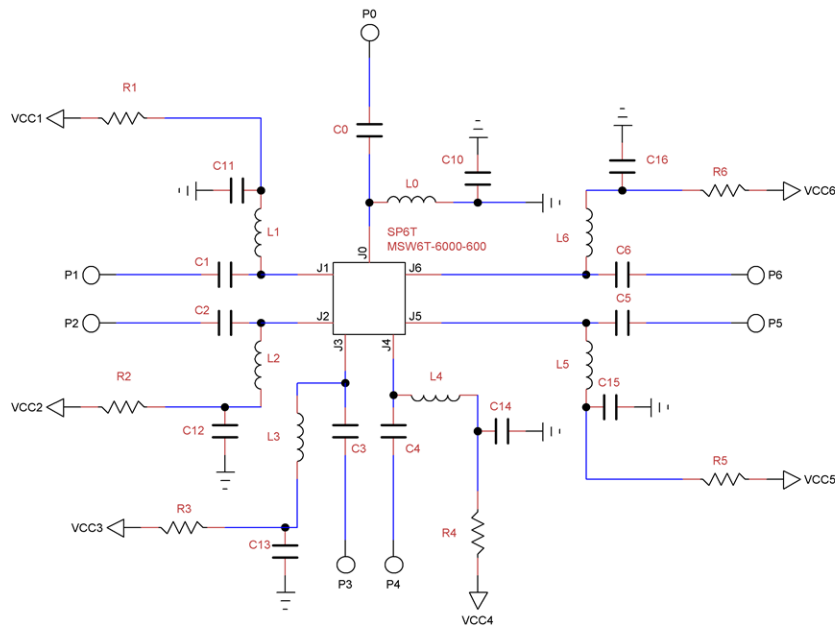 P0
R1
VCC1
C0
C11
C10
C16
R6
VCC6
L0
L1
SP6T
MSW6T-6000-600
L6
C1
J0
C6
P1
J1
J6
P6
P2
C2
J2
J5
C5
P5
J3
J4
L2
R2
L4
L5
C15
VCC2
C12
L3
C3
C4
C14
R5
VCC5
R3
VCC3
C13
R4
P3
P4
VCC4